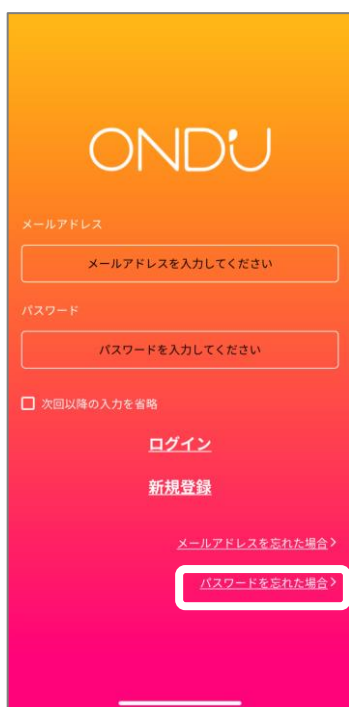 ONDU
メールアドレス
メールアドレスを入力してください
パスワード
パスワードを入力してください
次回以降の入力を省略
ログイン
新規登録
メールアドレスを忘れた場合>
パスワードを忘れた場合>